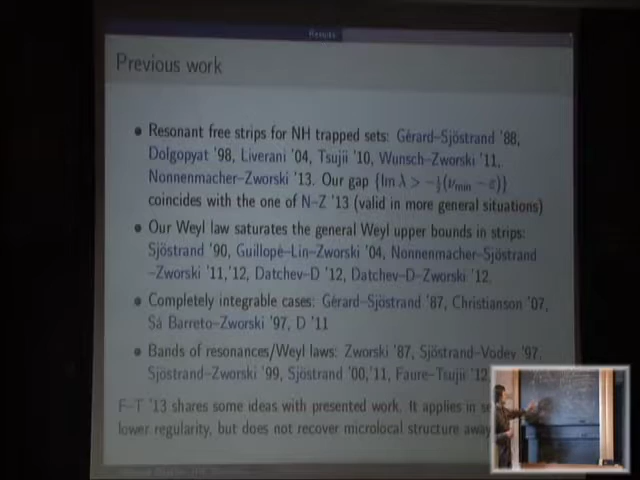 Results
Previous work
• Resonant free strips for NH trapped sets: Gérard–Sjöstrand '88,
Dolgopyat '98, Liverani '04, Tsujii '10, Wunsch–Zworski '11,
Nonnenmacher–Zworski '13. Our gap {Im λ > −½(ν_min − ε)}
coincides with the one of N–Z '13 (valid in more general situations)
• Our Weyl law saturates the general Weyl upper bounds in strips:
Sjöstrand '90, Guillopé–Lin–Zworski '04, Nonnenmacher–Sjöstrand
–Zworski '11,'12, Datchev–D '12, Datchev–D–Zworski '12.
• Completely integrable cases: Gérard–Sjöstrand '87, Christianson '07,
Sá Barreto–Zworski '97, D '11
• Bands of resonances/Weyl laws: Zworski '87, Sjöstrand–Vodev '97,
Sjöstrand–Zworski '99, Sjöstrand '00,'11, Faure–Tsujii '12,
F–T '13 shares some ideas with presented work. It applies in
lower regularity, but does not recover microlocal structure